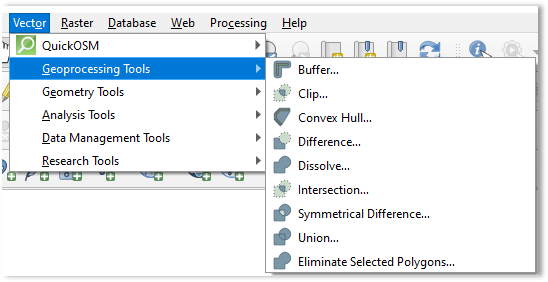 Vector Raster Database Web Processing Help
QuickOSM
Geoprocessing Tools
Geometry Tools
Analysis Tools
Data Management Tools
Research Tools
Buffer...
Clip...
Convex Hull...
Difference...
Dissolve...
Intersection...
Symmetrical Difference...
Union...
Eliminate Selected Polygons...